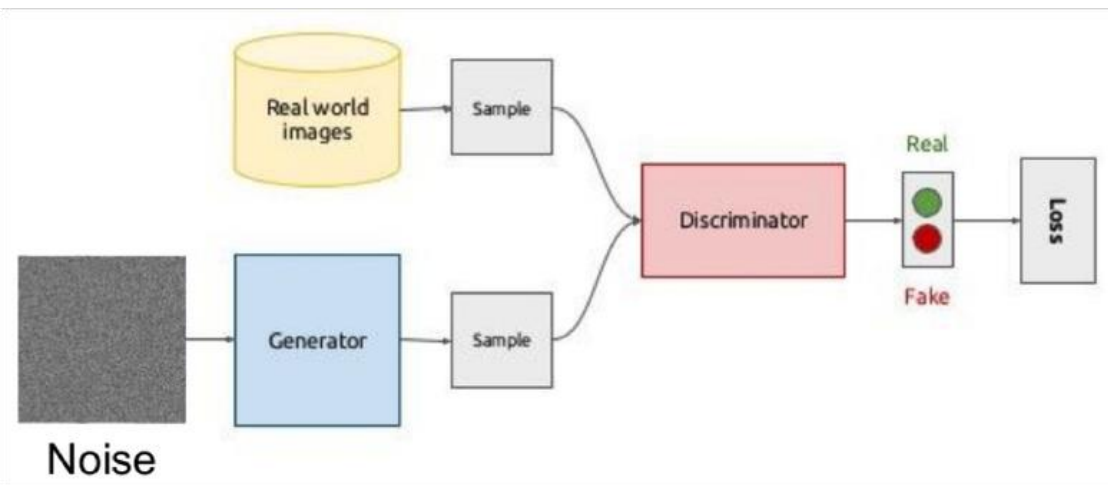 Real world
images
Sample
Real
Discriminator
Loss
Fake
Generator
Sample
Noise